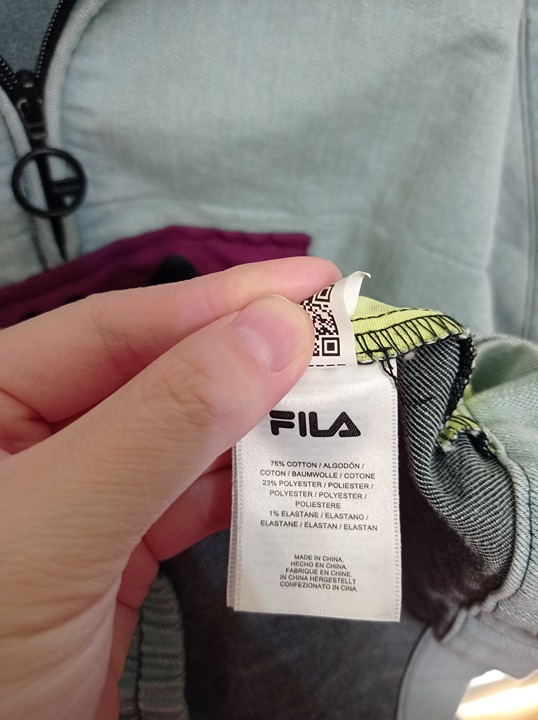 FILA
76% COTTON / ALGODÓN /
COTON / BAUMWOLLE / COTONE
23% POLYESTER / POLIESTER /
POLYESTER / POLYESTER /
POLIESTERE
1% ELASTANE / ELASTANO /
ELASTANE / ELASTAN / ELASTAN
MADE IN CHINA.
HECHO EN CHINA.
FABRIQUE EN CHINE.
IN CHINA HERGESTELLT
CONFEZIONATO IN CINA.